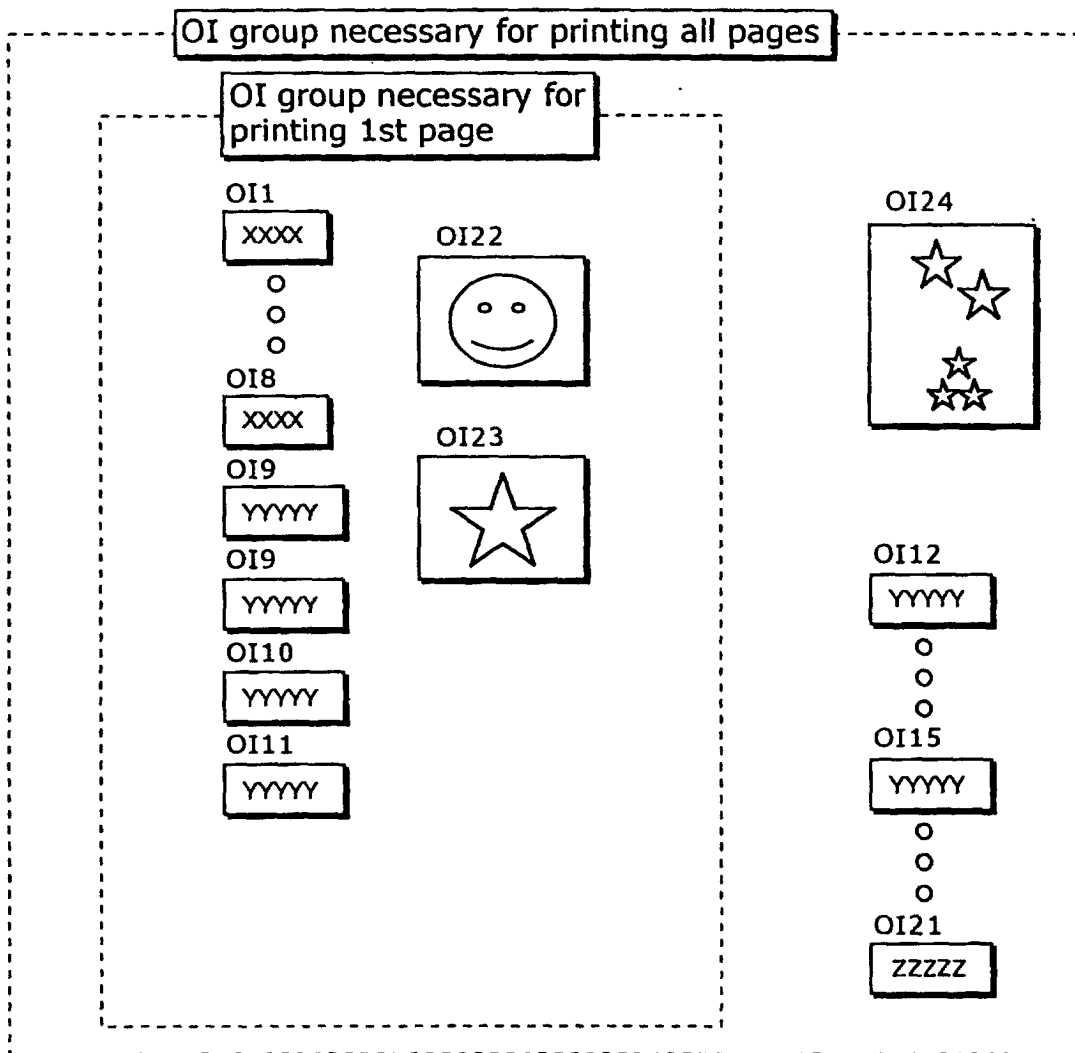 OI group necessary for printing all pages
OI group necessary for
printing 1st page
OI1
XXXX
OI8
XXXX
OI9
YYYYY
OI9
YYYYY
OI10
YYYYY
OI11
YYYYY
OI22
OI23
OI24
OI12
YYYYY
OI15
YYYYY
OI21
ZZZZZ